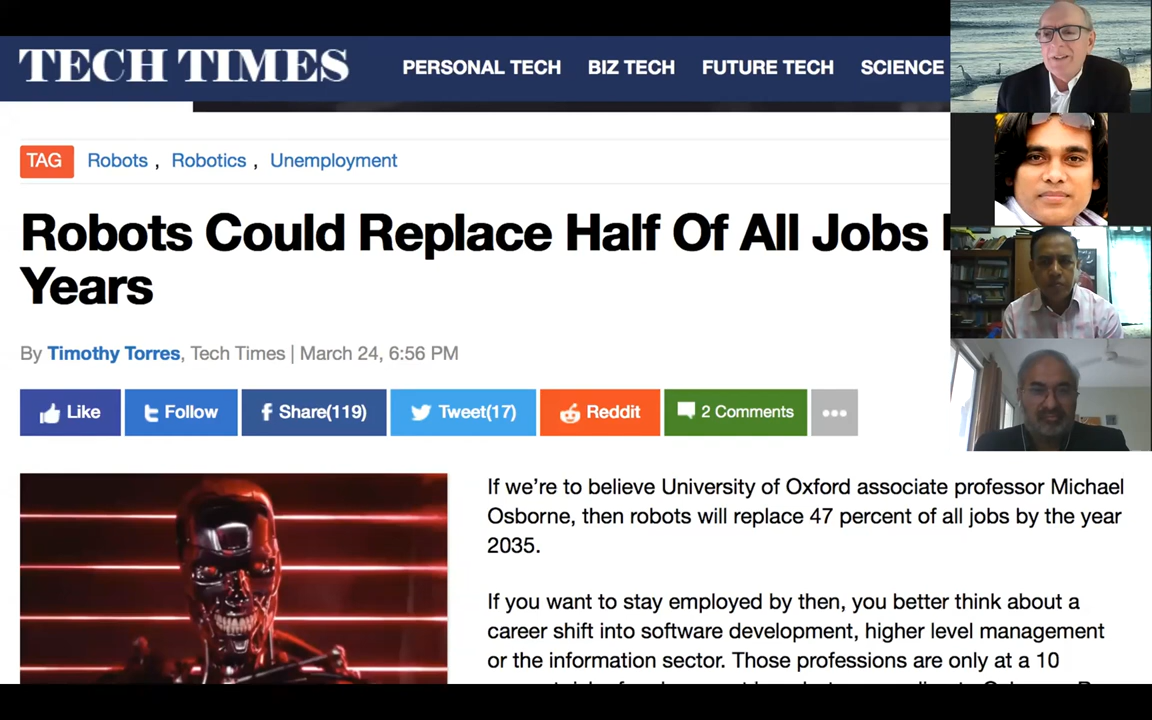 TECH TIMES
PERSONAL TECH BIZ TECH FUTURE TECH SCIENCE
TAG Robots , Robotics , Unemployment
Robots Could Replace Half Of All Jobs
Years
By Timothy Torres, Tech Times | March 24, 6:56 PM
Like Follow Share(119) Tweet(17) Reddit 2 Comments
If we're to believe University of Oxford associate professor Michael
Osborne, then robots will replace 47 percent of all jobs by the year
2035.
If you want to stay employed by then, you better think about a
career shift into software development, higher level management
or the information sector. Those professions are only at a 10